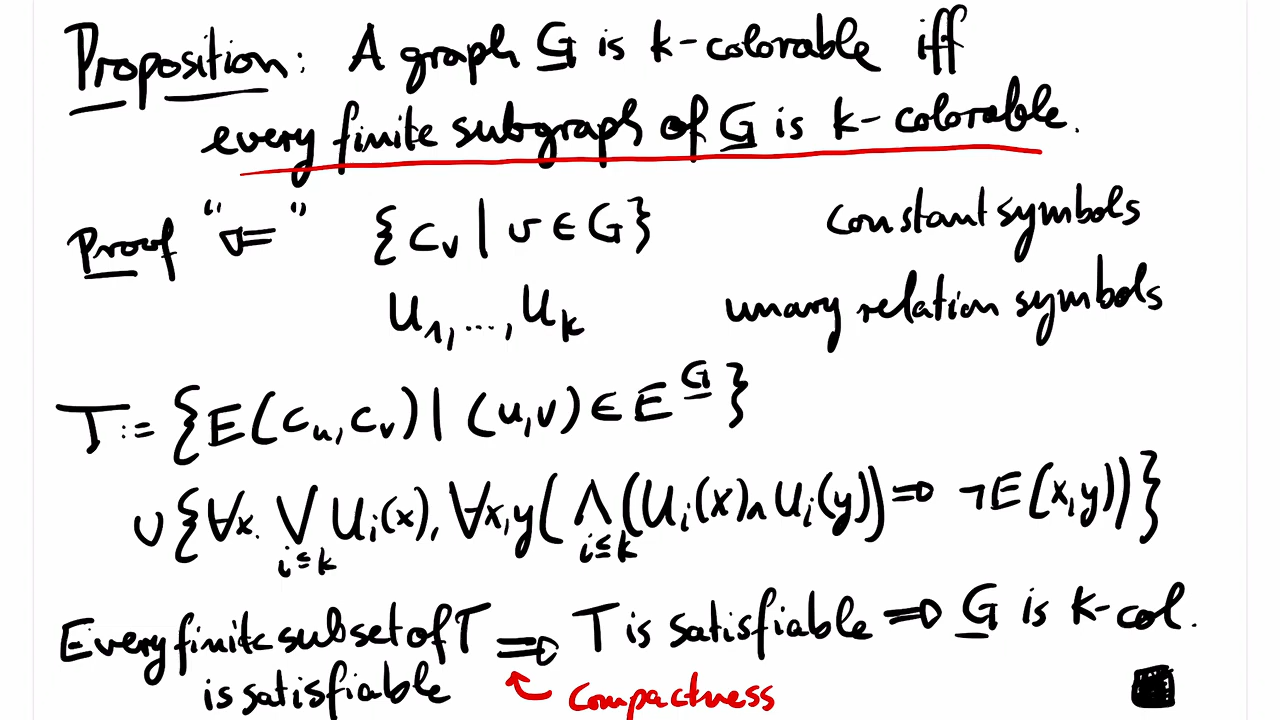 Proposition: A graph G is k-colorable iff
every finite subgraph of G is k-colorable.
Proof "⇐" {c_v | v ∈ G} constant symbols
U_1, ..., U_k unary relation symbols
T := {E(c_u, c_v) | (u,v) ∈ E^G}
∪ {∀x. ⋁_{i≤k} U_i(x), ∀x,y( ⋀_{i≤k} (U_i(x) ∧ U_i(y)) ⇒ ¬E(x,y))}
Every finite subset of T ⇒ T is satisfiable ⇒ G is k-col.
is satisfiable compactness